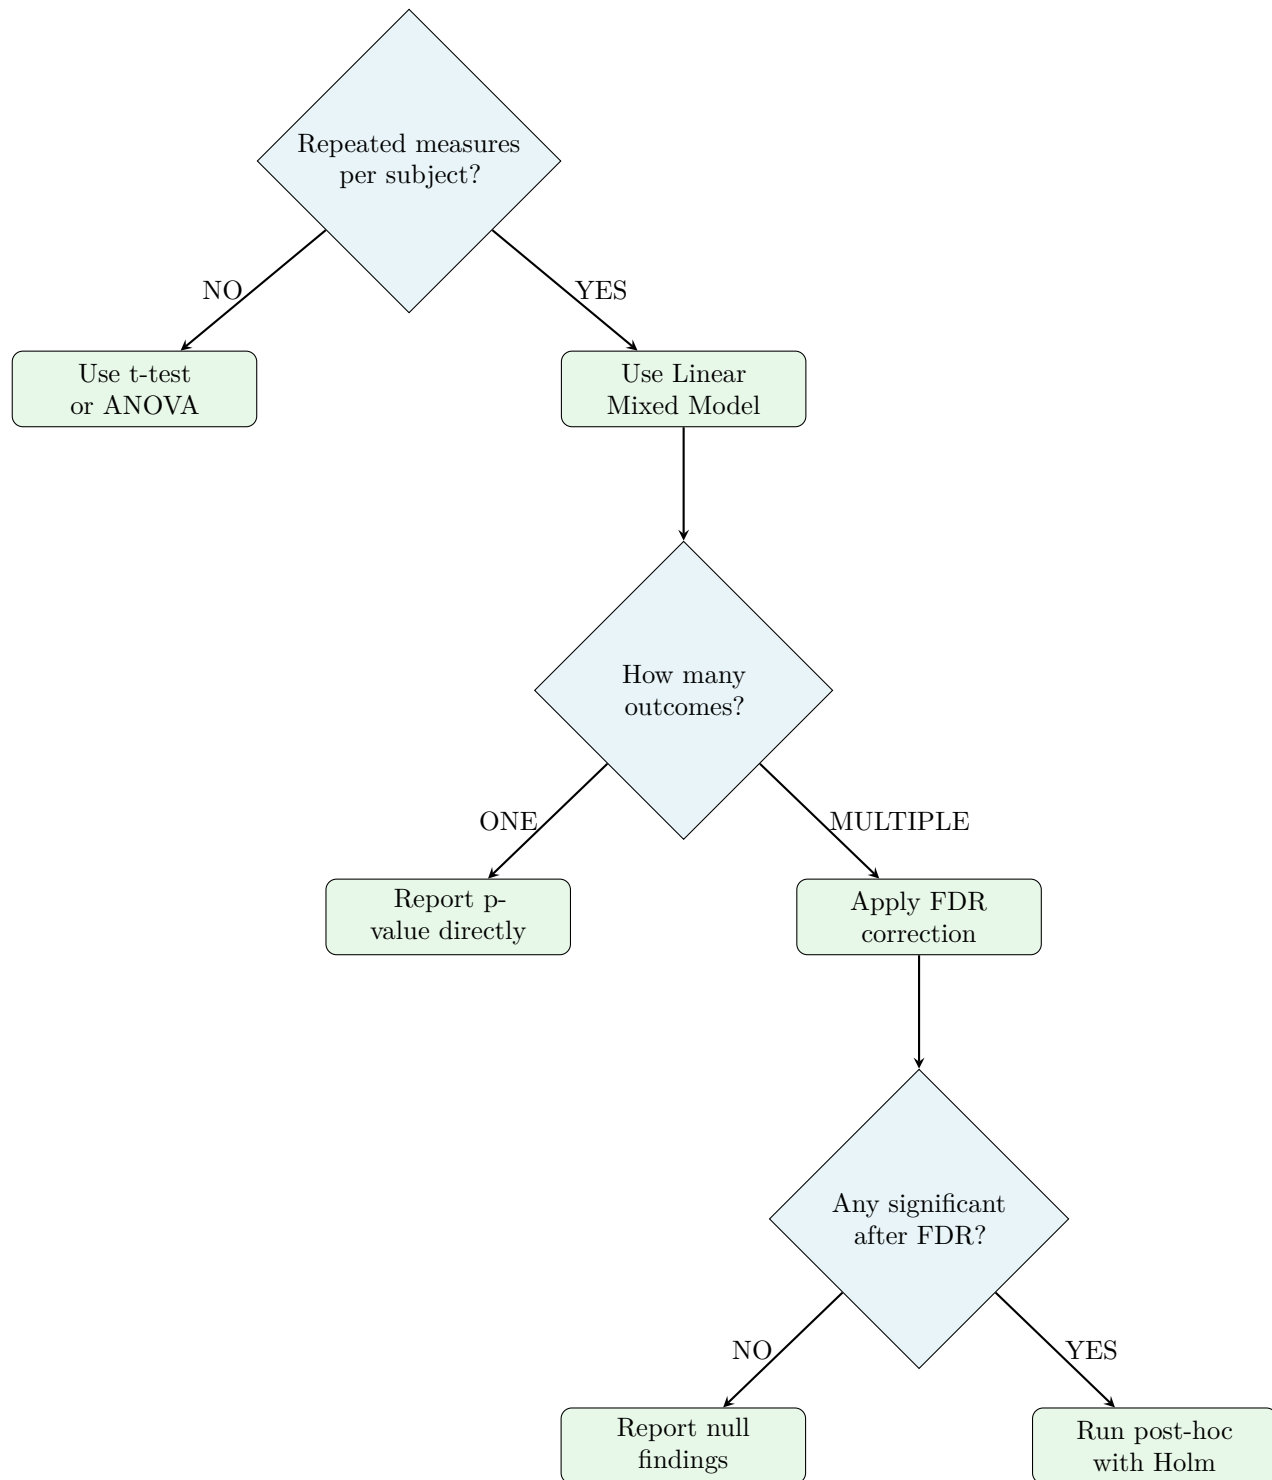 Repeated measures
per subject?
NO
YES
Use t-test
or ANOVA
Use Linear
Mixed Model
How many
outcomes?
ONE
MULTIPLE
Report p-
value directly
Apply FDR
correction
Any significant
after FDR?
NO
YES
Report null
findings
Run post-hoc
with Holm